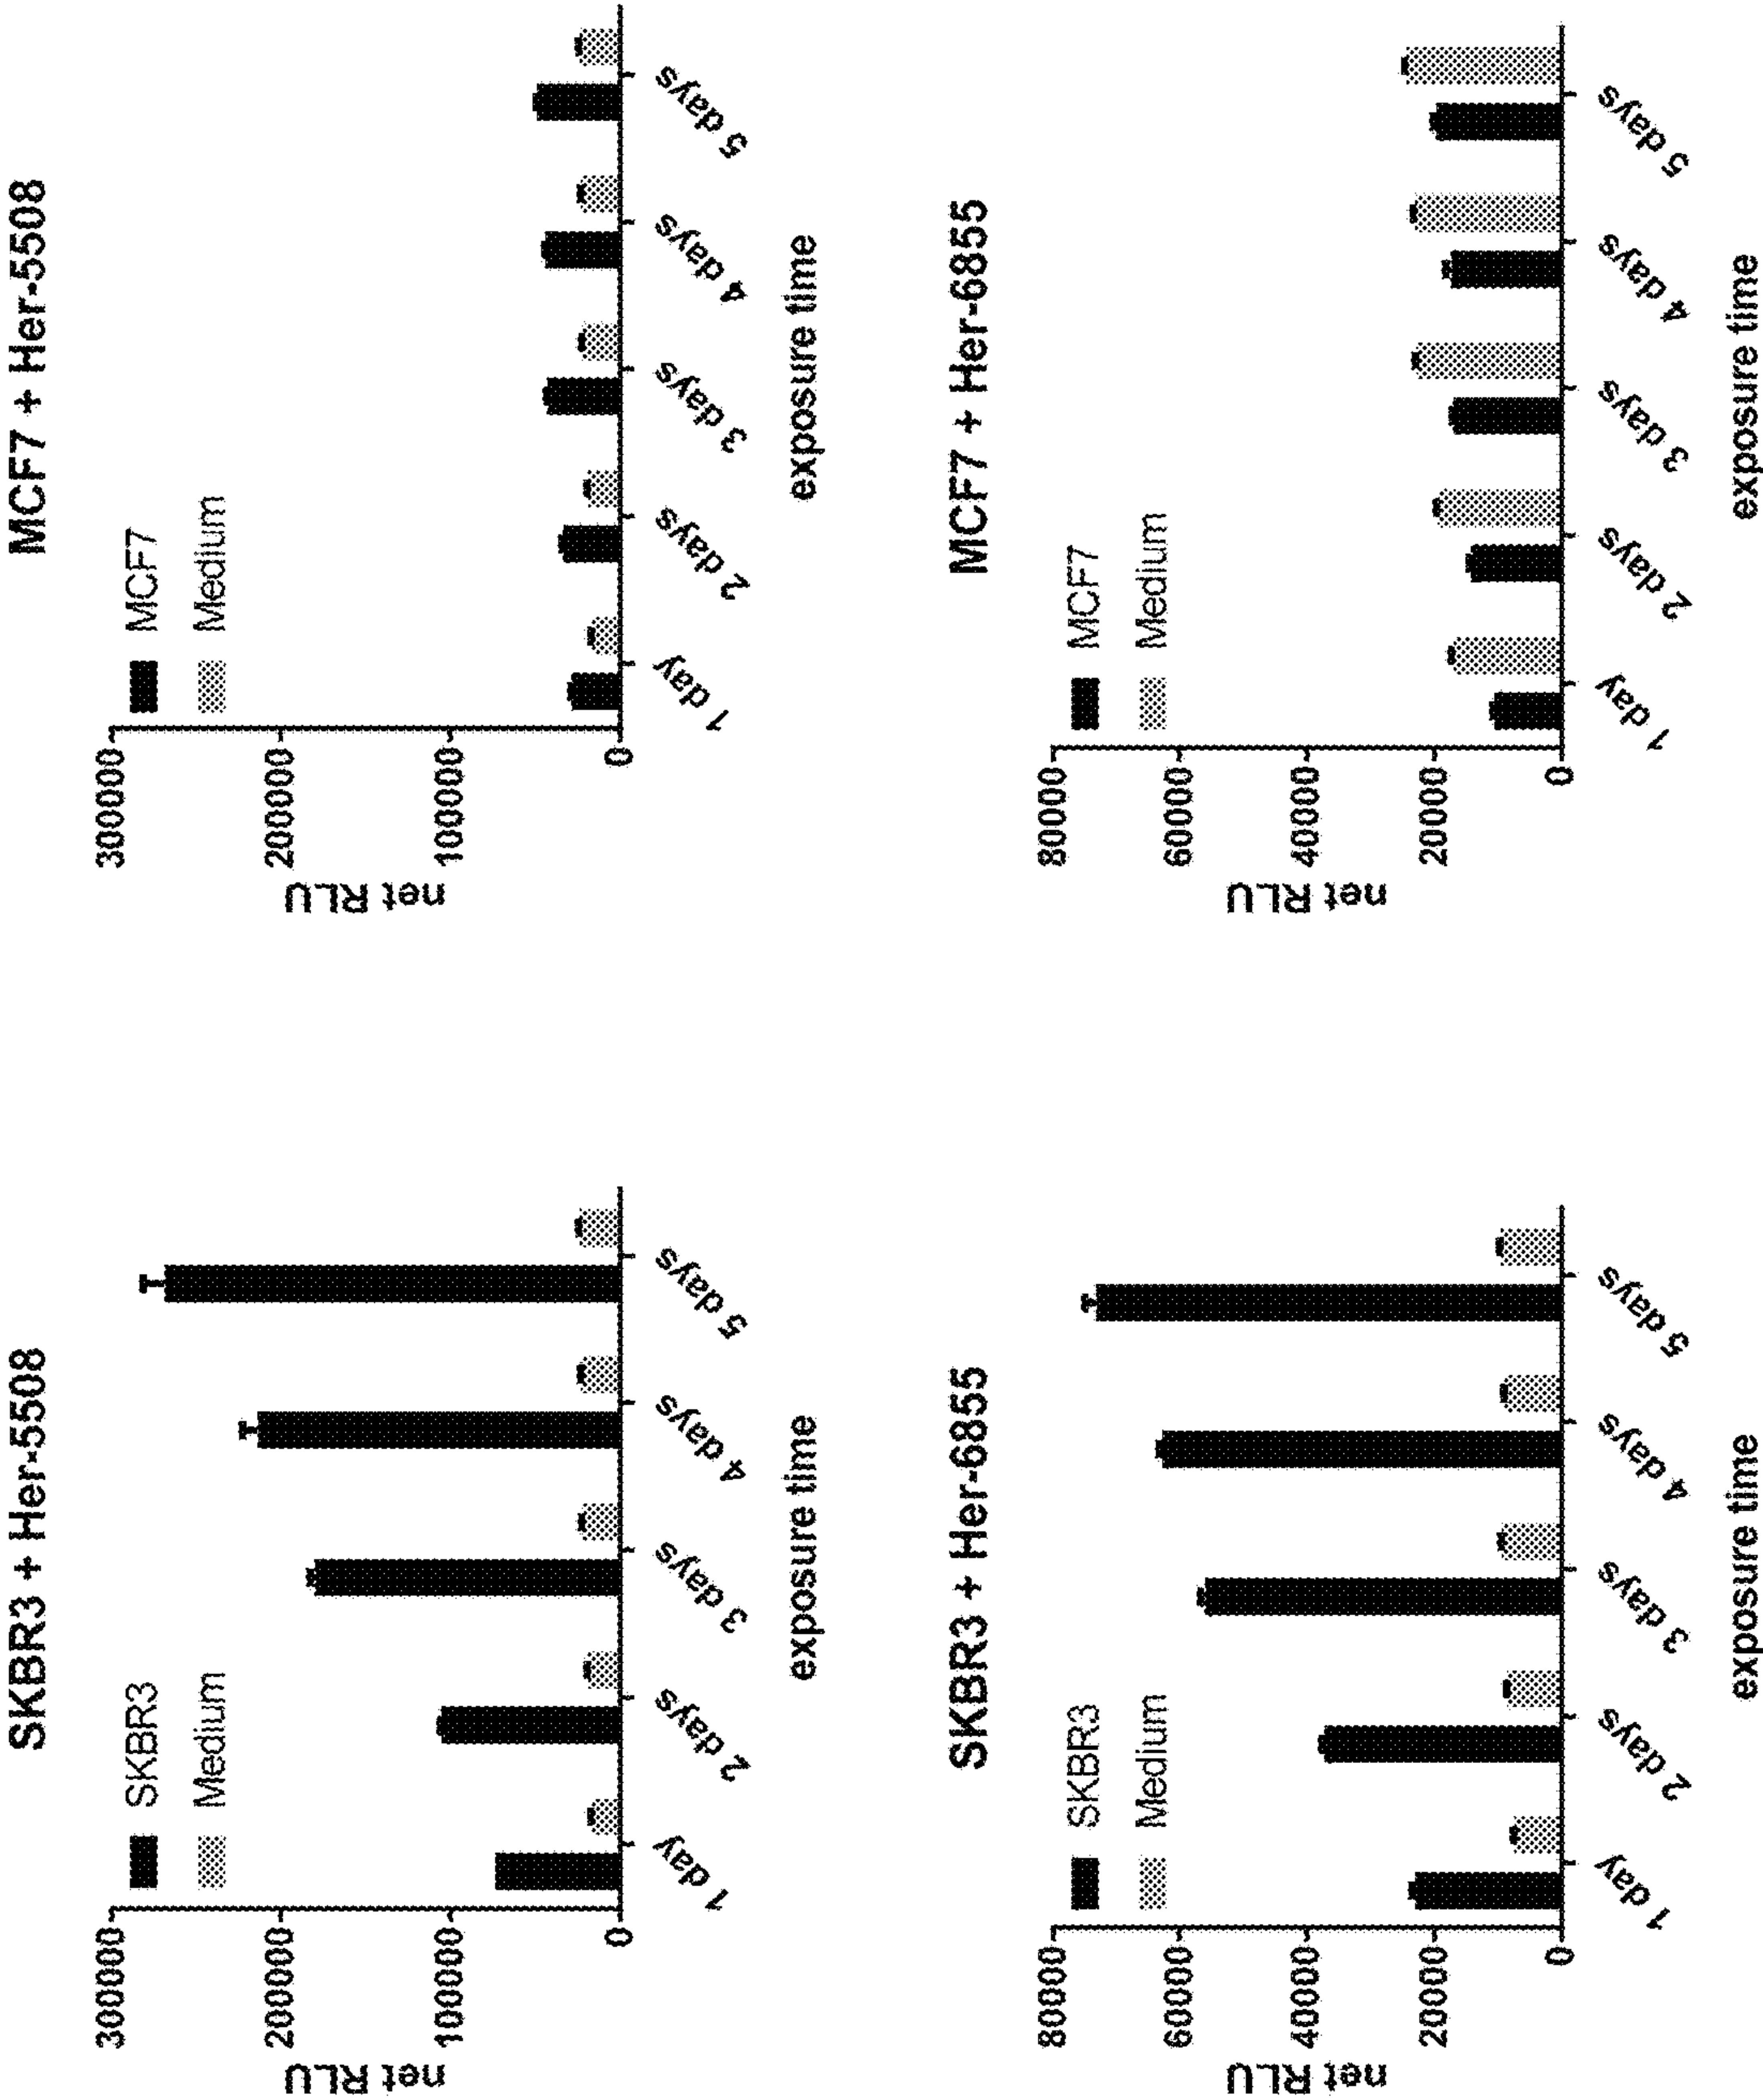 SKBR3 + Her-5508
SKBR3
Medium
net RLU
300000
200000
100000
0
1 day
2 days
3 days
4 days
5 days
exposure time
MCF7 + Her-5508
MCF7
Medium
net RLU
300000
200000
100000
0
1 day
2 days
3 days
4 days
5 days
exposure time
SKBR3 + Her-6855
SKBR3
Medium
net RLU
80000
60000
40000
20000
0
1 day
2 days
3 days
4 days
5 days
exposure time
MCF7 + Her-6855
MCF7
Medium
net RLU
80000
60000
40000
20000
0
1 day
2 days
3 days
4 days
5 days
exposure time